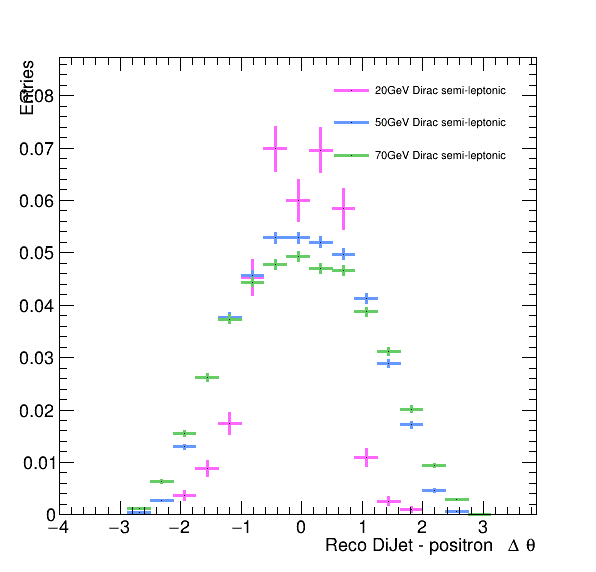 Entries
20GeV Dirac semi-leptonic
50GeV Dirac semi-leptonic
70GeV Dirac semi-leptonic
0.08
0.07
0.06
0.05
0.04
0.03
0.02
0.01
0
−4 −3 −2 −1 0 1 2 3
Reco DiJet - positron Δ θ